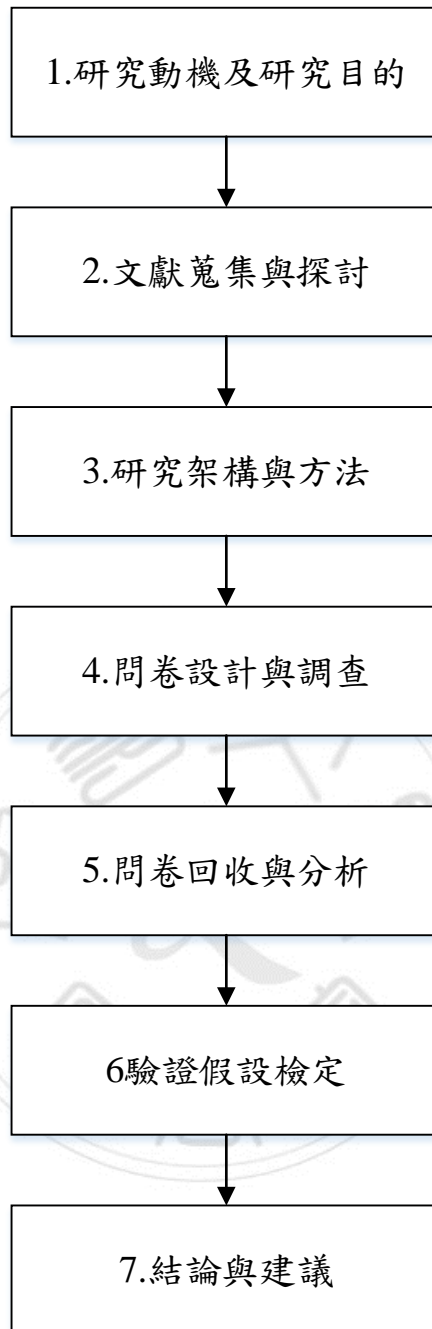 1.研究動機及研究目的
2.文獻蒐集與探討
3.研究架構與方法
4.問卷設計與調查
5.問卷回收與分析
6驗證假設檢定
7.結論與建議